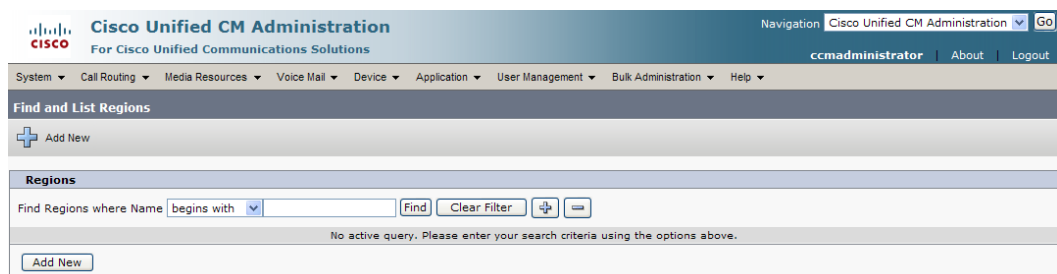 Cisco Unified CM Administration
For Cisco Unified Communications Solutions
CISCO
Navigation Cisco Unified CM Administration Go
ccmadministrator | About | Logout
System Call Routing Media Resources Voice Mail Device Application User Management Bulk Administration Help
Find and List Regions
Add New
Regions
Find Regions where Name begins with Find Clear Filter
No active query. Please enter your search criteria using the options above.
Add New